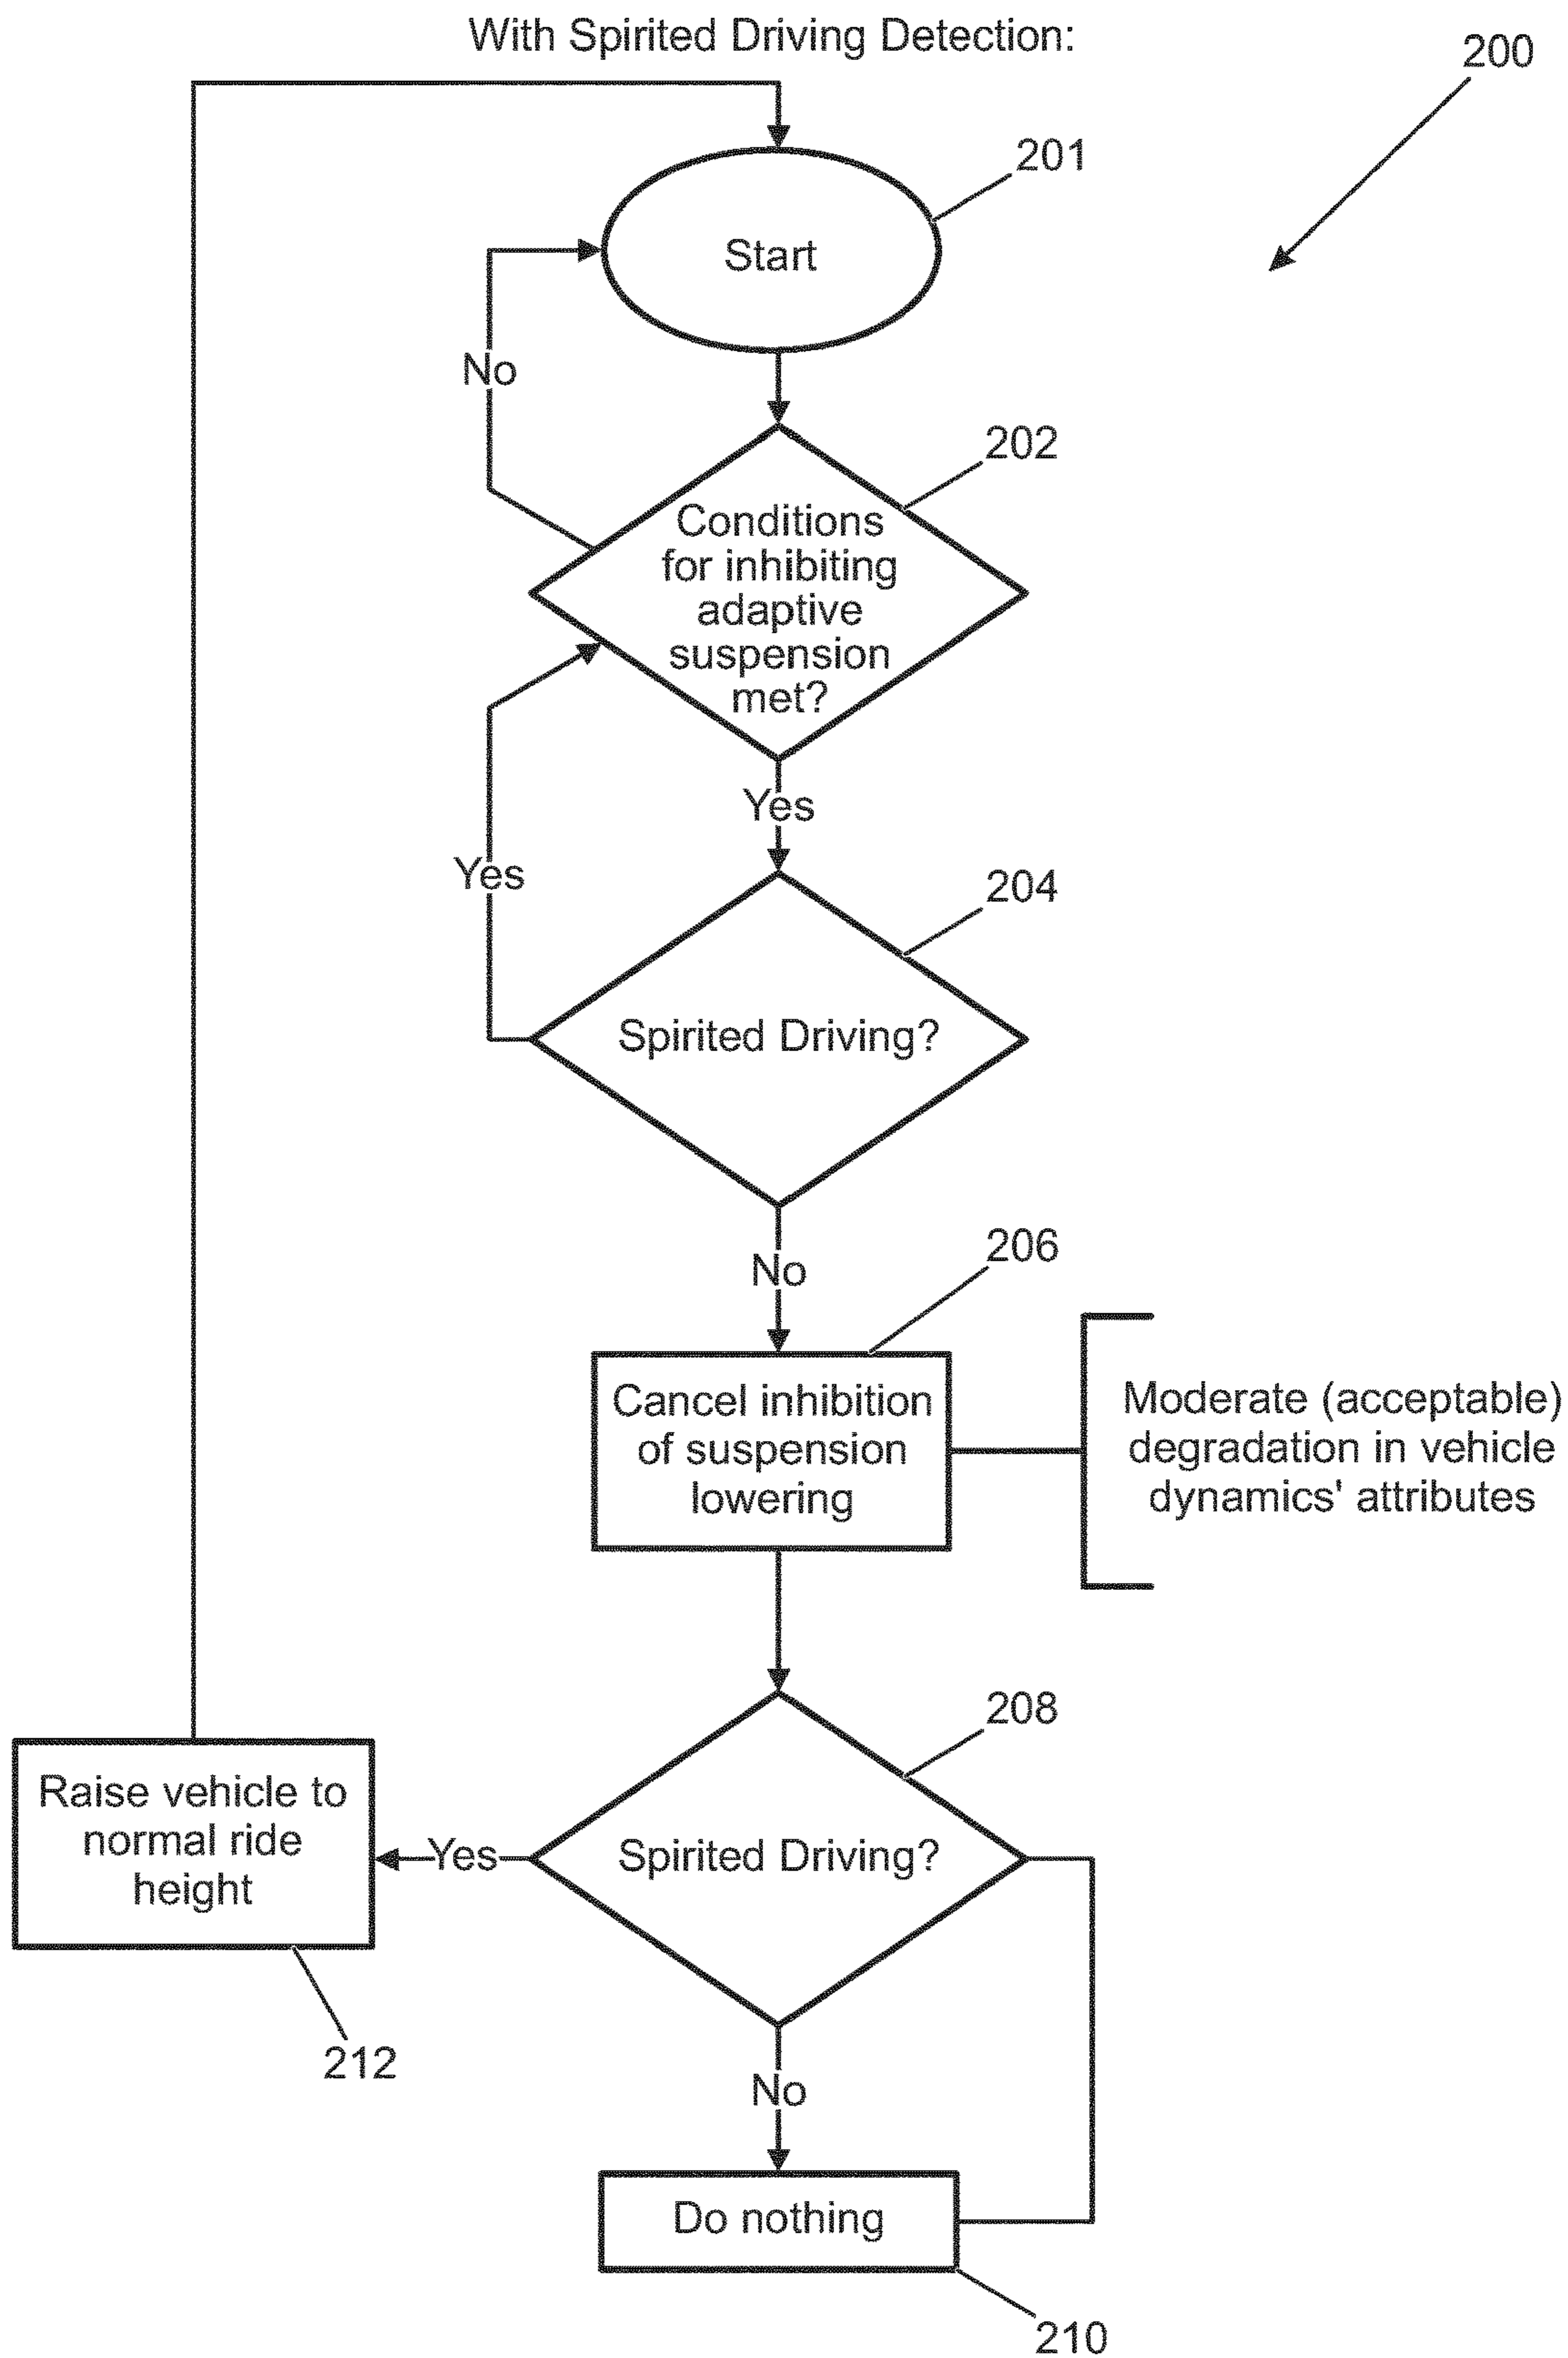 With Spirited Driving Detection:
200
201
Start
No
202
Conditions
for inhibiting
adaptive
suspension
met?
Yes
Yes
204
Spirited Driving?
No
206
Cancel inhibition
of suspension
lowering
Moderate (acceptable)
degradation in vehicle
dynamics' attributes
208
Spirited Driving?
Yes
Raise vehicle to
normal ride
height
212
No
Do nothing
210